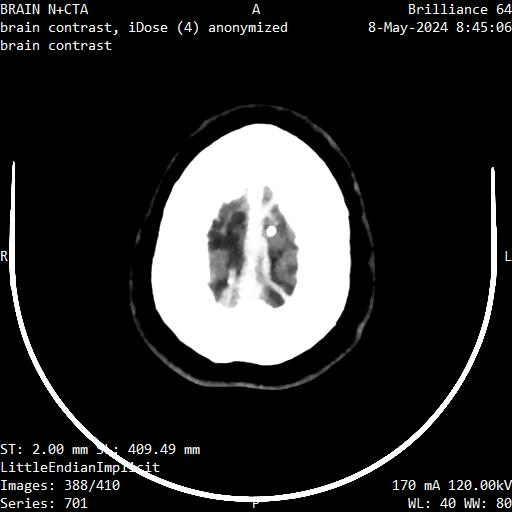 BRAIN N+CTA
A
Brilliance 64
brain contrast, iDose (4) anonymized
8-May-2024 8:45:06
brain contrast
R
L
ST: 2.00 mm SL: 409.49 mm
LittleEndianImplicit
Images: 388/410
170 mA 120.00kV
Series: 701
P
WL: 40 WW: 80